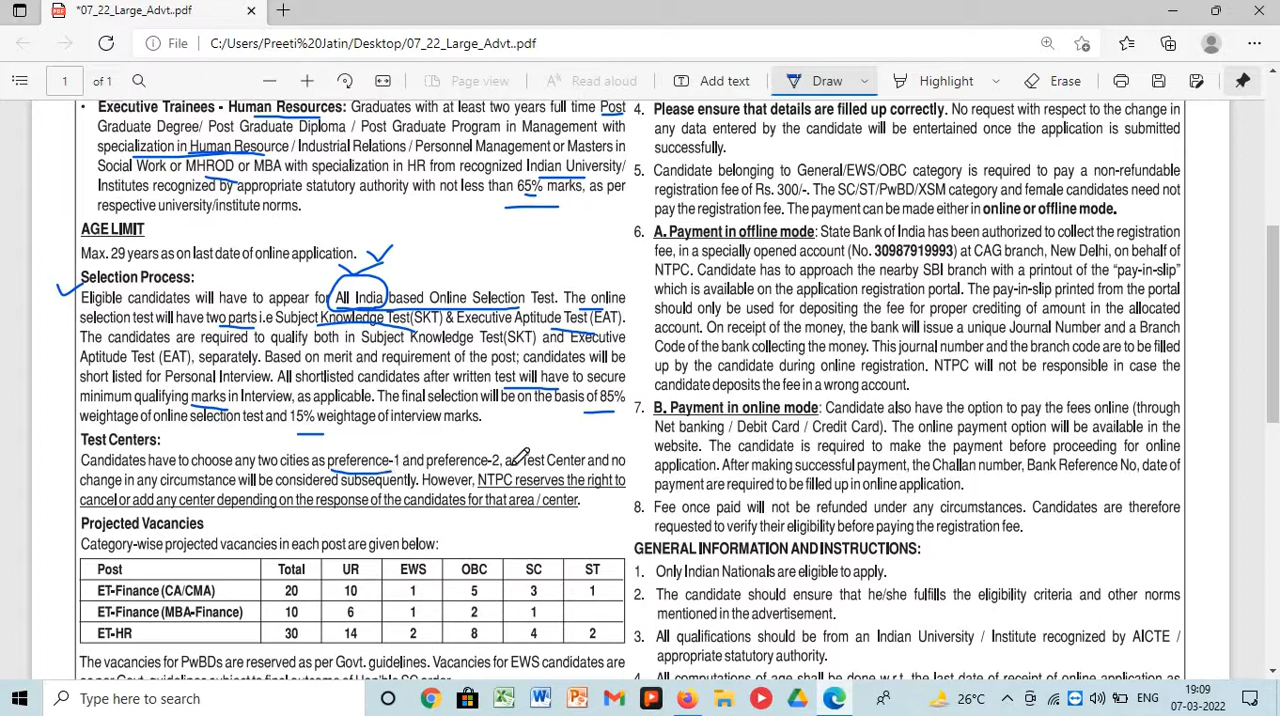 *07_22_Large_Advt..pdf
File C:/Users/Preeti%20Jatin/Desktop/07_22_Large_Advt..pdf
1 of 1 Page view Read aloud Add text Draw Highlight Erase
• Executive Trainees - Human Resources: Graduates with at least two years full time Post
Graduate Degree/ Post Graduate Diploma / Post Graduate Program in Management with
specialization in Human Resource / Industrial Relations / Personnel Management or Masters in
Social Work or MHROD or MBA with specialization in HR from recognized Indian University/
Institutes recognized by appropriate statutory authority with not less than 65% marks, as per
respective university/institute norms.
AGE LIMIT
Max. 29 years as on last date of online application.
Selection Process:
Eligible candidates will have to appear for All India based Online Selection Test. The online
selection test will have two parts i.e Subject Knowledge Test(SKT) & Executive Aptitude Test (EAT).
The candidates are required to qualify both in Subject Knowledge Test(SKT) and Executive
Aptitude Test (EAT), separately. Based on merit and requirement of the post; candidates will be
short listed for Personal Interview. All shortlisted candidates after written test will have to secure
minimum qualifying marks in Interview, as applicable. The final selection will be on the basis of 85%
weightage of online selection test and 15% weightage of interview marks.
Test Centers:
Candidates have to choose any two cities as preference-1 and preference-2, Test Center and no
change in any circumstance will be considered subsequently. However, NTPC reserves the right to
cancel or add any center depending on the response of the candidates for that area / center.
Projected Vacancies
Category-wise projected vacancies in each post are given below:
Post Total UR EWS OBC SC ST
ET-Finance (CA/CMA) 20 10 1 5 3 1
ET-Finance (MBA-Finance) 10 6 1 2 1
ET-HR 30 14 2 8 4 2
The vacancies for PwBDs are reserved as per Govt. guidelines. Vacancies for EWS candidates are
4. Please ensure that details are filled up correctly. No request with respect to the change in
any data entered by the candidate will be entertained once the application is submitted
successfully.
5. Candidate belonging to General/EWS/OBC category is required to pay a non-refundable
registration fee of Rs. 300/-. The SC/ST/PwBD/XSM category and female candidates need not
pay the registration fee. The payment can be made either in online or offline mode.
6. A. Payment in offline mode: State Bank of India has been authorized to collect the registration
fee, in a specially opened account (No. 30987919993) at CAG branch, New Delhi, on behalf of
NTPC. Candidate has to approach the nearby SBI branch with a printout of the “pay-in-slip”
which is available on the application registration portal. The pay-in-slip printed from the portal
should only be used for depositing the fee for proper crediting of amount in the allocated
account. On receipt of the money, the bank will issue a unique Journal Number and a Branch
Code of the bank collecting the money. This journal number and the branch code are to be filled
up by the candidate during online registration. NTPC will not be responsible in case the
candidate deposits the fee in a wrong account.
7. B. Payment in online mode: Candidate also have the option to pay the fees online (through
Net banking / Debit Card / Credit Card). The online payment option will be available in the
website. The candidate is required to make the payment before proceeding for online
application. After making successful payment, the Challan number, Bank Reference No, date of
payment are required to be filled up in online application.
8. Fee once paid will not be refunded under any circumstances. Candidates are therefore
requested to verify their eligibility before paying the registration fee.
GENERAL INFORMATION AND INSTRUCTIONS:
1. Only Indian Nationals are eligible to apply.
2. The candidate should ensure that he/she fulfills the eligibility criteria and other norms
mentioned in the advertisement.
3. All qualifications should be from an Indian University / Institute recognized by AICTE /
appropriate statutory authority.
4. All computations of age shall be done w.r.t. the last date of receipt of online application as
Type here to search 26°C ENG 19:09
07-03-2022